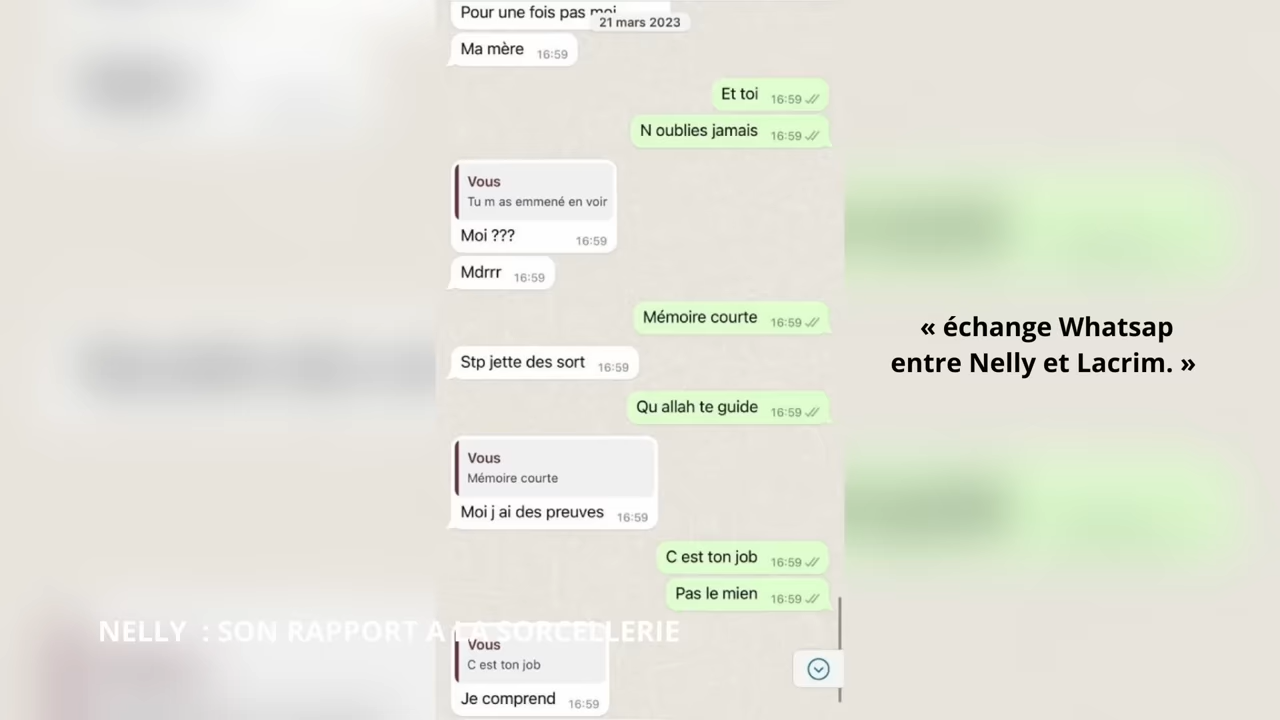 Pour une fois pas moi
21 mars 2023
Ma mère 16:59
Et toi 16:59
N oublies jamais 16:59
Vous
Tu m as emmené en voir
Moi ??? 16:59
Mdrrr 16:59
Mémoire courte 16:59
Stp jette des sort 16:59
Qu allah te guide 16:59
Vous
Mémoire courte
Moi j ai des preuves 16:59
C est ton job 16:59
Pas le mien 16:59
Vous
C est ton job
Je comprend 16:59
« échange Whatsap
entre Nelly et Lacrim. »
NELLY : SON RAPPORT A LA SORCELLERIE